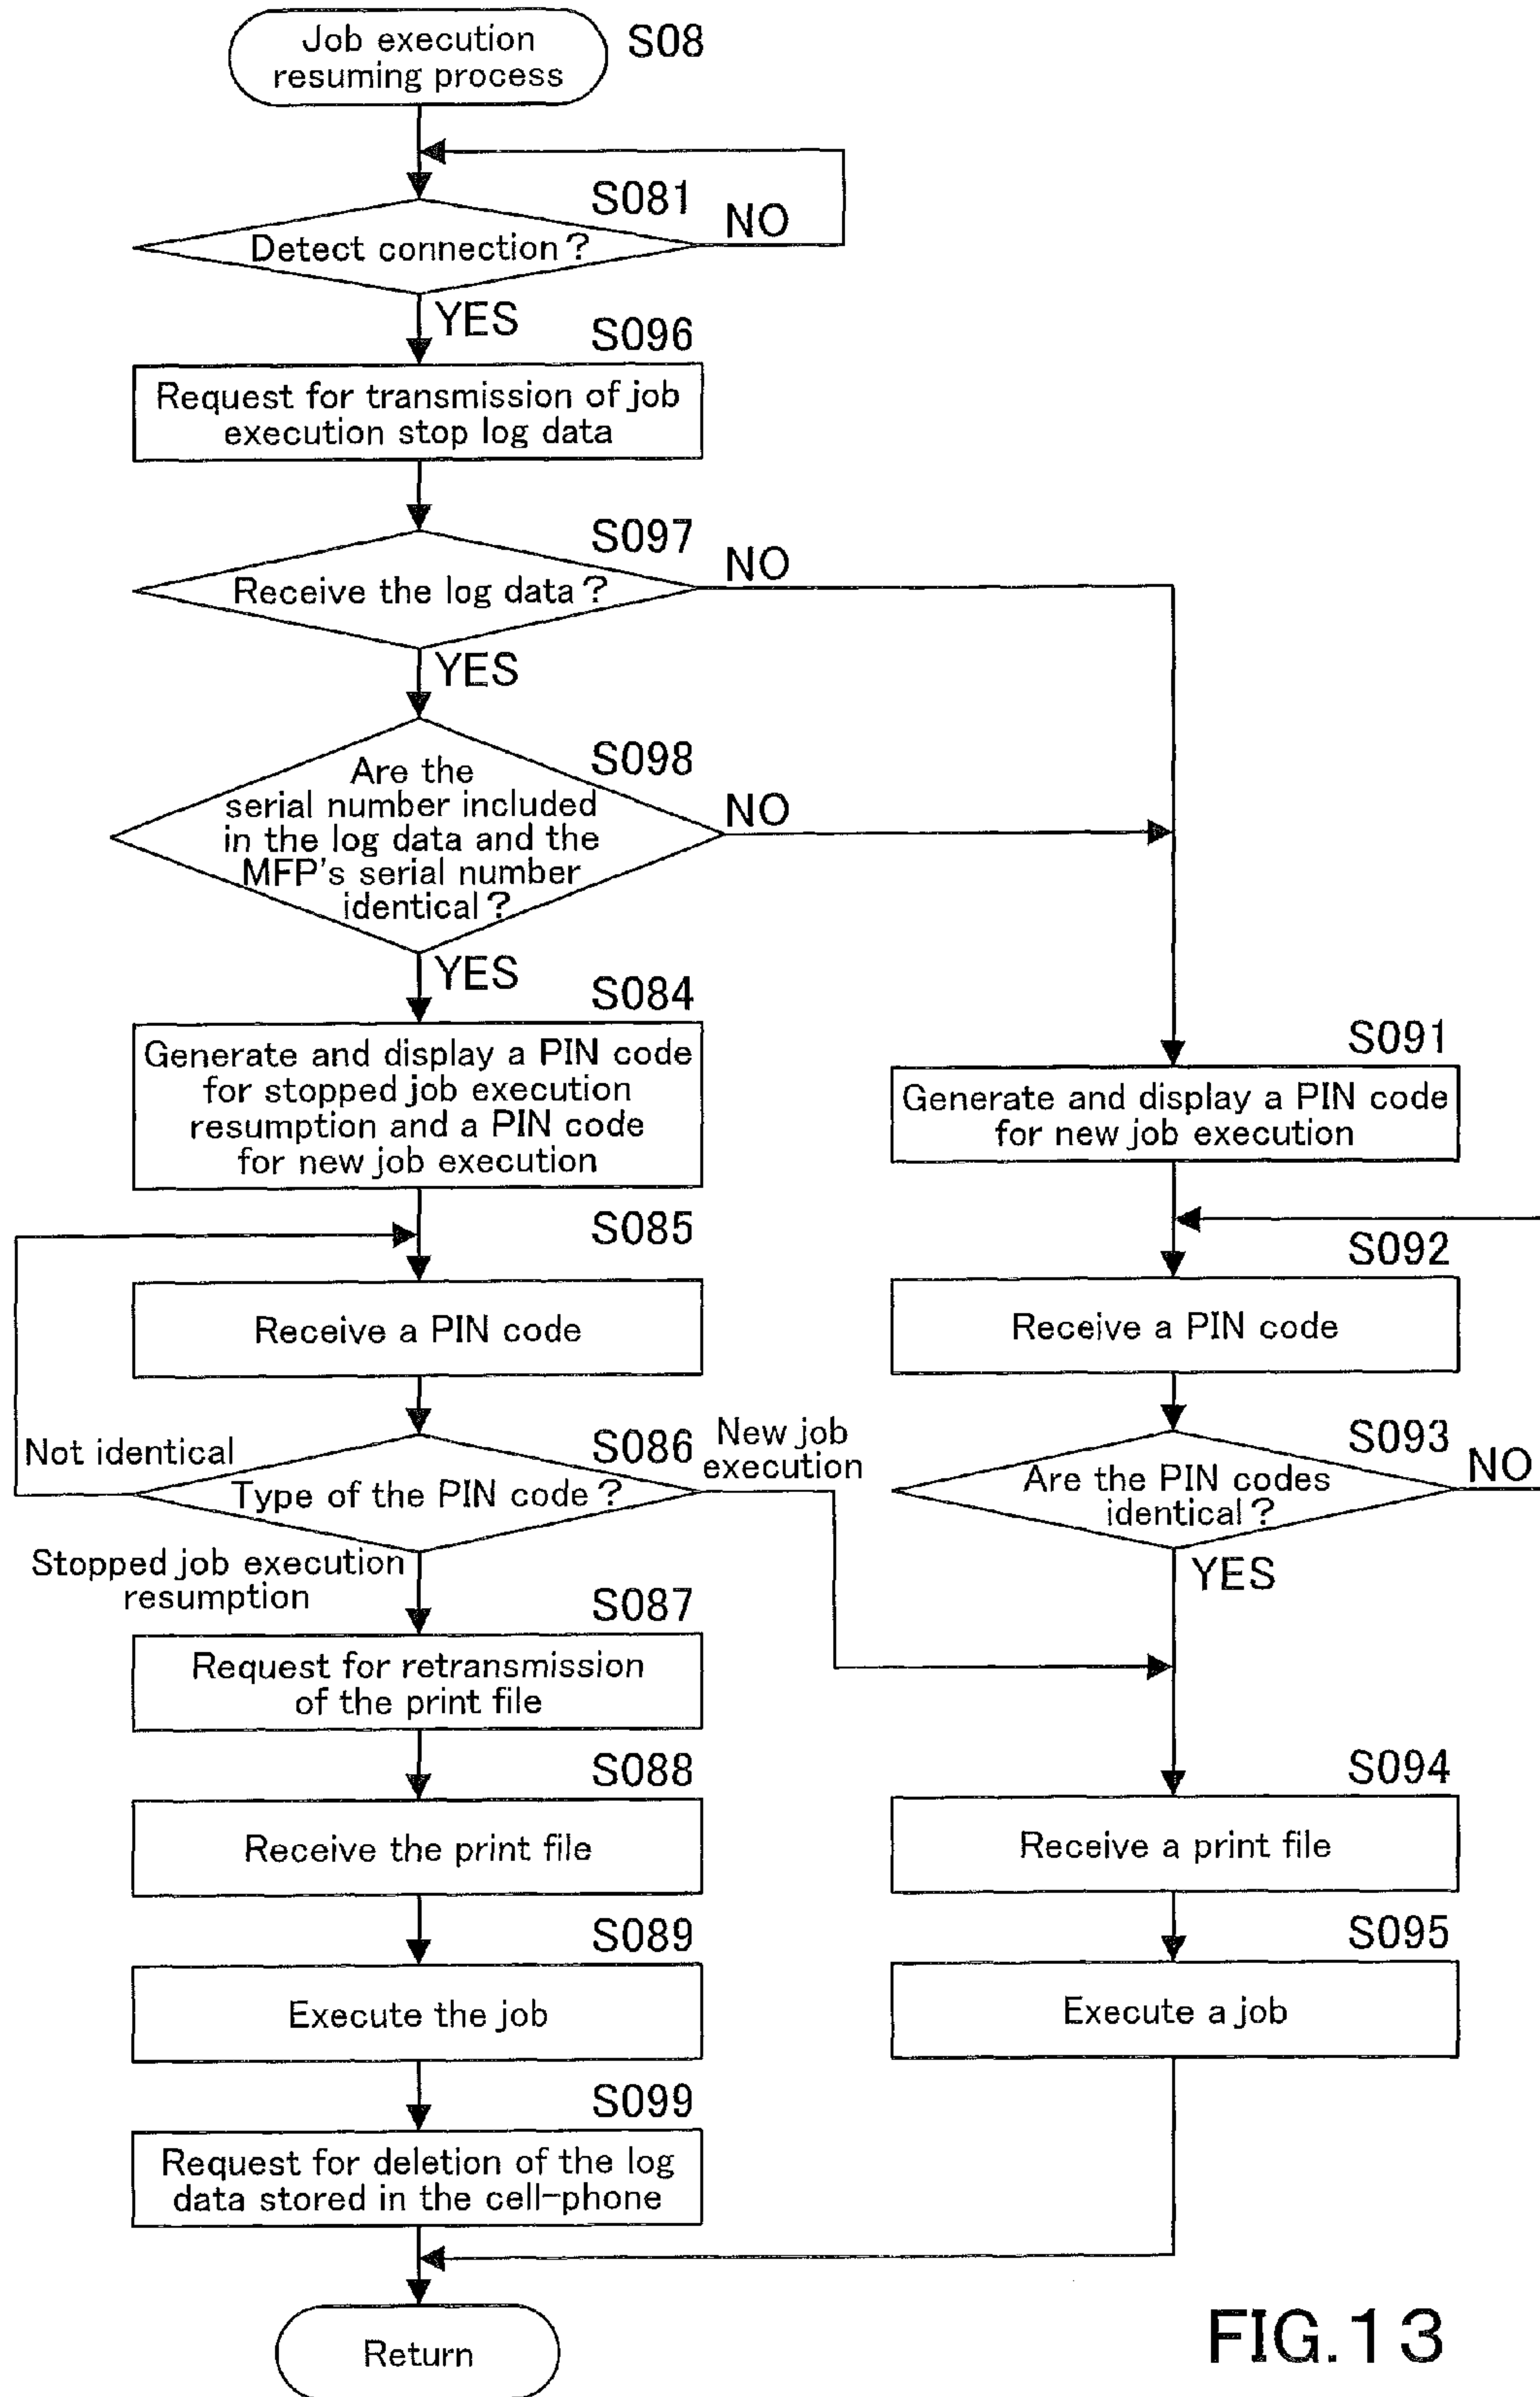 Job execution
resuming process
S08
S081
Detect connection?
NO
YES
S096
Request for transmission of job
execution stop log data
S097
Receive the log data?
NO
YES
S098
Are the
serial number included
in the log data and the
MFP's serial number
identical?
NO
YES
S084
Generate and display a PIN code
for stopped job execution
resumption and a PIN code
for new job execution
S091
Generate and display a PIN code
for new job execution
S085
Receive a PIN code
S092
Receive a PIN code
Not identical
S086
Type of the PIN code?
New job
execution
S093
Are the PIN codes
identical?
NO
YES
Stopped job execution
resumption
S087
Request for retransmission
of the print file
S088
Receive the print file
S094
Receive a print file
S089
Execute the job
S095
Execute a job
S099
Request for deletion of the log
data stored in the cell-phone
Return
FIG.13